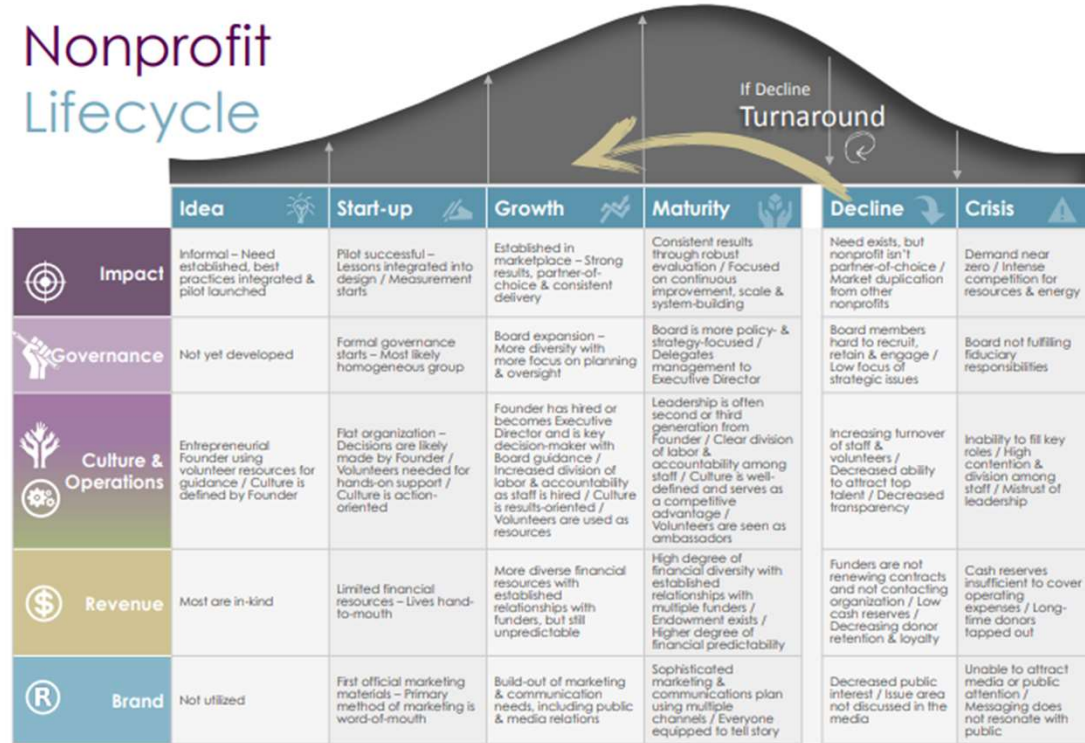 Nonprofit
Lifecycle
If Decline
Turnaround
Idea
Start-up
Growth
Maturity
Decline
Crisis
Impact
Informal – Need
established, best
practices integrated &
pilot launched
Pilot successful –
Lessons integrated into
design / Measurement
starts
Established in
marketplace – Strong
results, partner-of-
choice & consistent
delivery
Consistent results
through robust
evaluation / Focused
on continuous
improvement, scale &
system-building
Need exists, but
nonprofit isn't
partner-of-choice /
Market duplication
from other
nonprofits
Demand near
zero / Intense
competition for
resources & energy
Governance
Not yet developed
Formal governance
starts – Most likely
homogeneous group
Board expansion –
More diversity with
more focus on planning
& oversight
Board is more policy- &
strategy-focused /
Delegates
management to
Executive Director
Board members
hard to recruit,
retain & engage /
Low focus of
strategic issues
Board not fulfilling
fiduciary
responsibilities
Culture &
Operations
Entrepreneurial
Founder using
volunteer resources for
guidance / Culture is
defined by Founder
Flat organization –
Decisions are likely
made by Founder /
Volunteers needed for
hands-on support /
Culture is action-
oriented
Founder has hired or
becomes Executive
Director and is key
decision-maker with
Board guidance /
Increased division of
labor & accountability
as staff is hired / Culture
is results-oriented /
Volunteers are used as
resources
Leadership is often
second or third
generation from
Founder / Clear division
of labor &
accountability among
staff / Culture is well-
defined and serves as
a competitive
advantage /
Volunteers are seen as
ambassadors
Increasing turnover
of staff &
volunteers /
Decreased ability
to attract top
talent / Decreased
transparency
Inability to fill key
roles / High
contention &
division among
staff / Mistrust of
leadership
$
Revenue
Most are in-kind
Limited financial
resources – Lives hand-
to-mouth
More diverse financial
resources with
established
relationships with
funders, but still
unpredictable
High degree of
financial diversity with
established
relationships with
multiple funders /
Endowment exists /
Higher degree of
financial predictability
Funders are not
renewing contracts
and not contacting
organization / Low
cash reserves /
Decreasing donor
retention & loyalty
Cash reserves
insufficient to cover
operating
expenses / Long-
time donors
tapped out
R
Brand
Not utilized
First official marketing
materials – Primary
method of marketing is
word-of-mouth
Build-out of marketing
& communication
needs, including public
& media relations
Sophisticated
marketing &
communications plan
using multiple
channels / Everyone
equipped to tell story
Decreased public
interest / Issue area
not discussed in the
media
Unable to attract
media or public
attention /
Messaging does
not resonate with
public